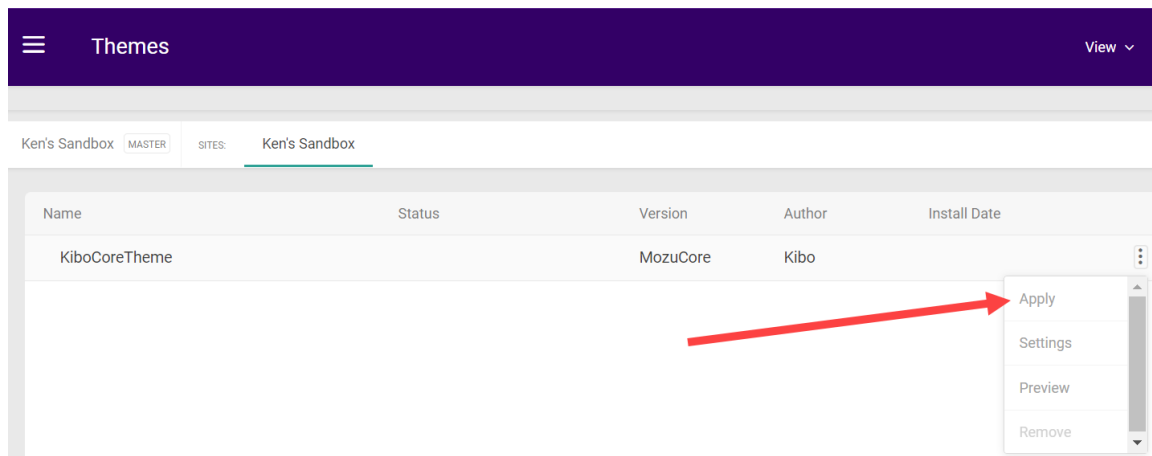 Themes
View
Ken's Sandbox MASTER SITES: Ken's Sandbox
Name Status Version Author Install Date
KiboCoreTheme MozuCore Kibo
Apply
Settings
Preview
Remove